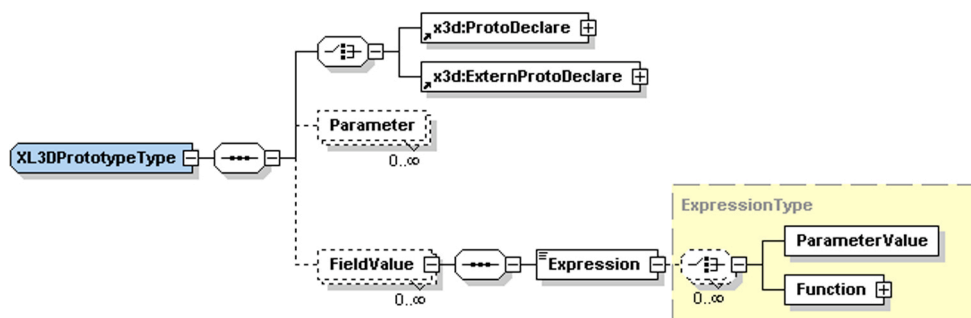 x3d:ProtoDeclare
x3d:ExternProtoDeclare
Parameter
0..∞
XL3DPrototypeType
ExpressionType
ParameterValue
FieldValue
Expression
0..∞
0..∞
Function